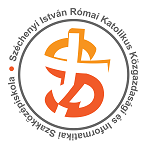 Széchenyi István Római Katolikus Közgazdasági és Informatikai Szakközépiskola •